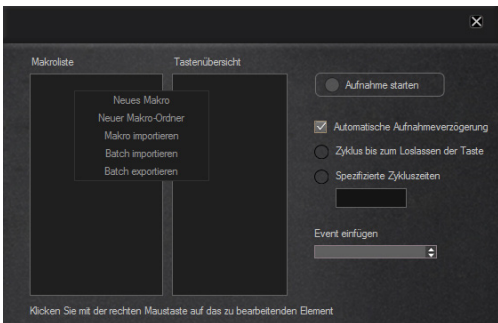 Makroliste
Tastenübersicht
Neues Makro
Neuer Makro-Ordner
Makro importieren
Batch importieren
Batch exportieren
Aufnahme starten
Automatische Aufnahmeverzögerung
Zyklus bis zum Loslassen der Taste
Spezifizierte Zykluszeiten
Event einfügen
Klicken Sie mit der rechten Maustaste auf das zu bearbeitenden Element